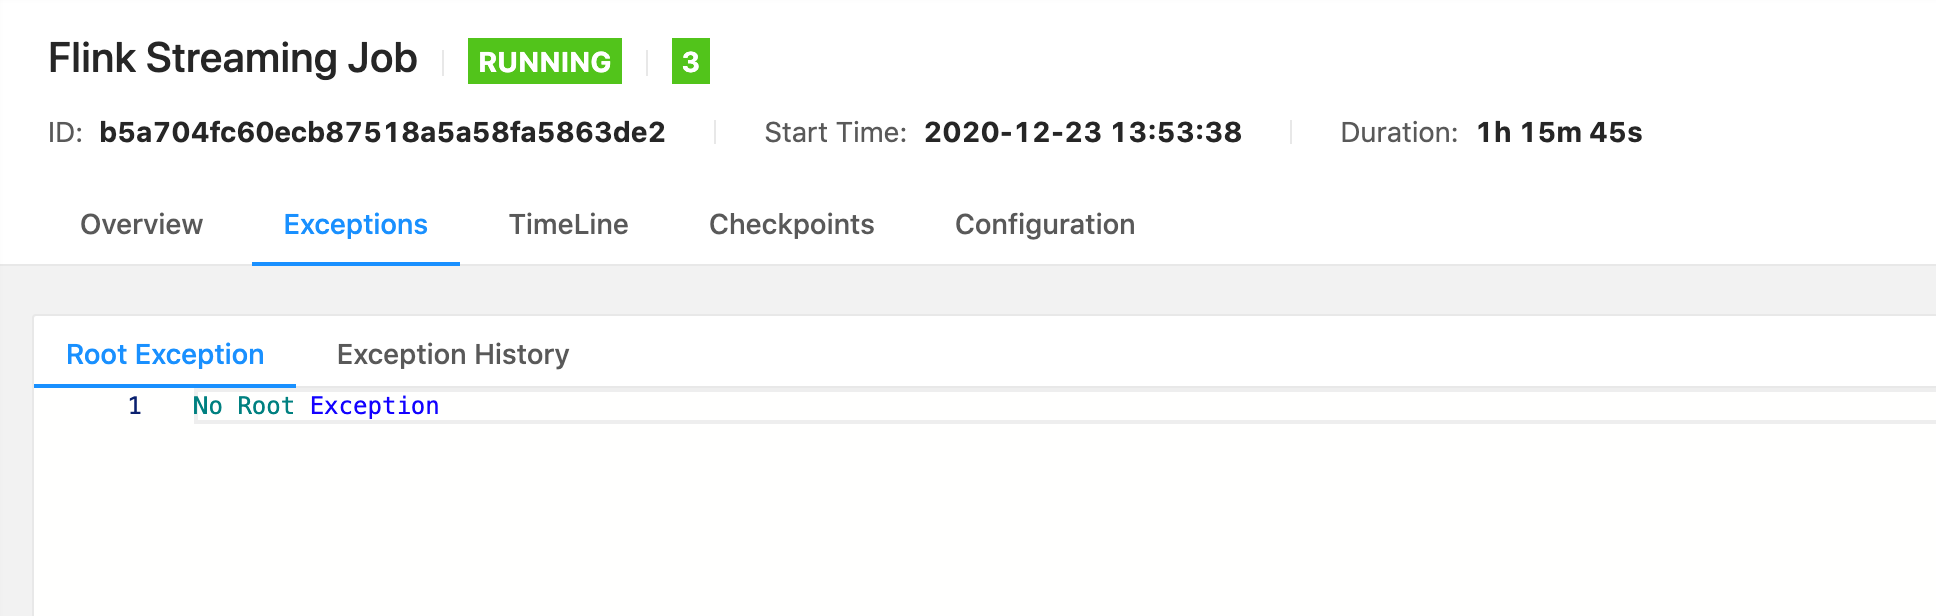 Flink Streaming Job RUNNING 3
ID: b5a704fc60ecb87518a5a58fa5863de2 Start Time: 2020-12-23 13:53:38 Duration: 1h 15m 45s
Overview Exceptions TimeLine Checkpoints Configuration
Root Exception Exception History
1 No Root Exception